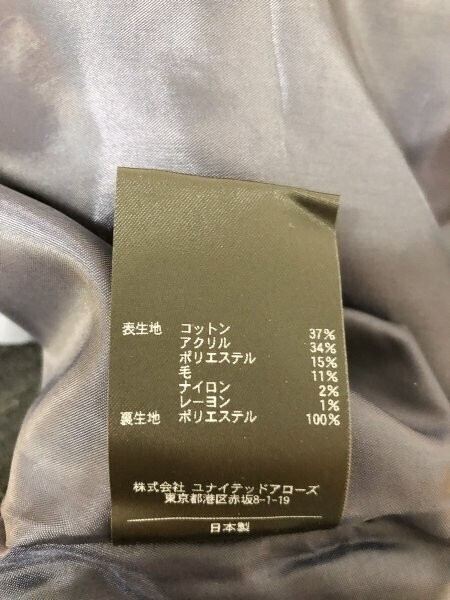 表生地 コットン 37%
アクリル 34%
ポリエステル 15%
毛 11%
ナイロン 2%
レーヨン 1%
裏生地 ポリエステル 100%
株式会社 ユナイテッドアローズ
東京都港区赤坂8-1-19
日本製